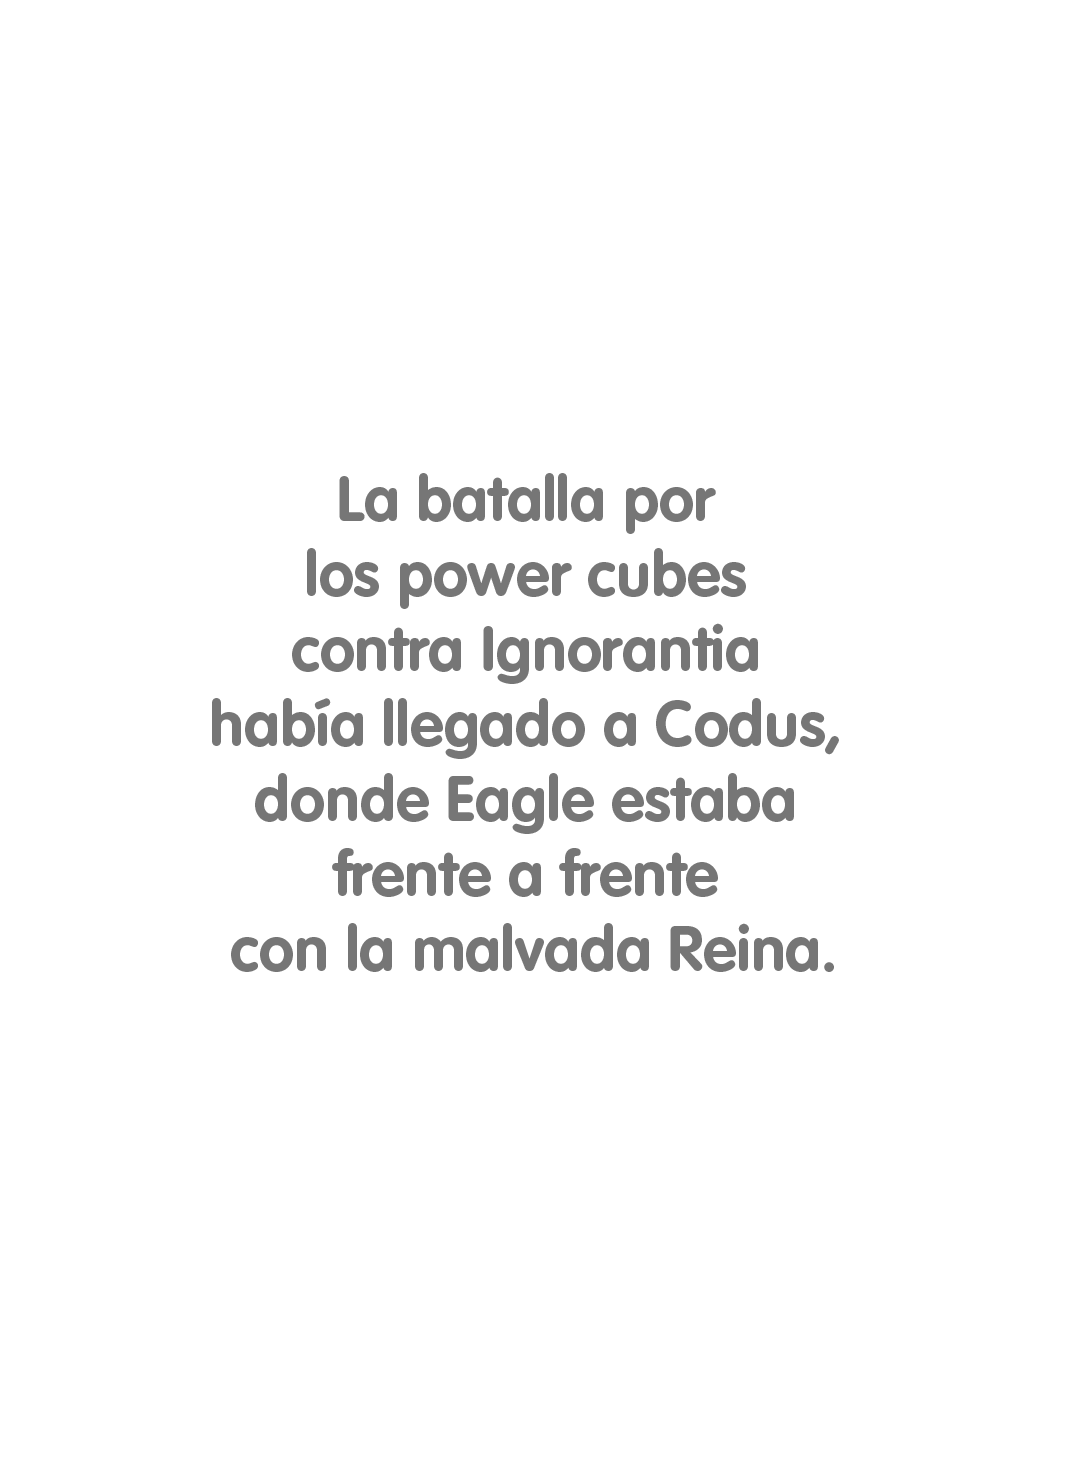 La batalla por
los power cubes
contra Ignorantia
había llegado a Codus,
donde Eagle estaba
frente a frente
con la malvada Reina.